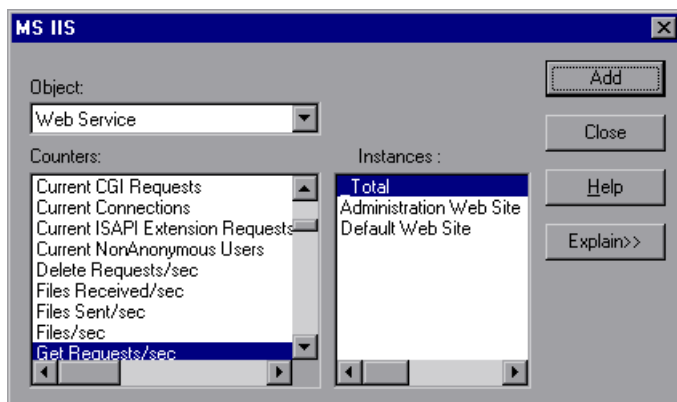 MS IIS
Object:
Web Service
Counters:
Current CGI Requests
Current Connections
Current ISAPI Extension Requests
Current NonAnonymous Users
Delete Requests/sec
Files Received/sec
Files Sent/sec
Files/sec
Get Requests/sec
Instances :
_Total
Administration Web Site
Default Web Site
Add
Close
Help
Explain>>